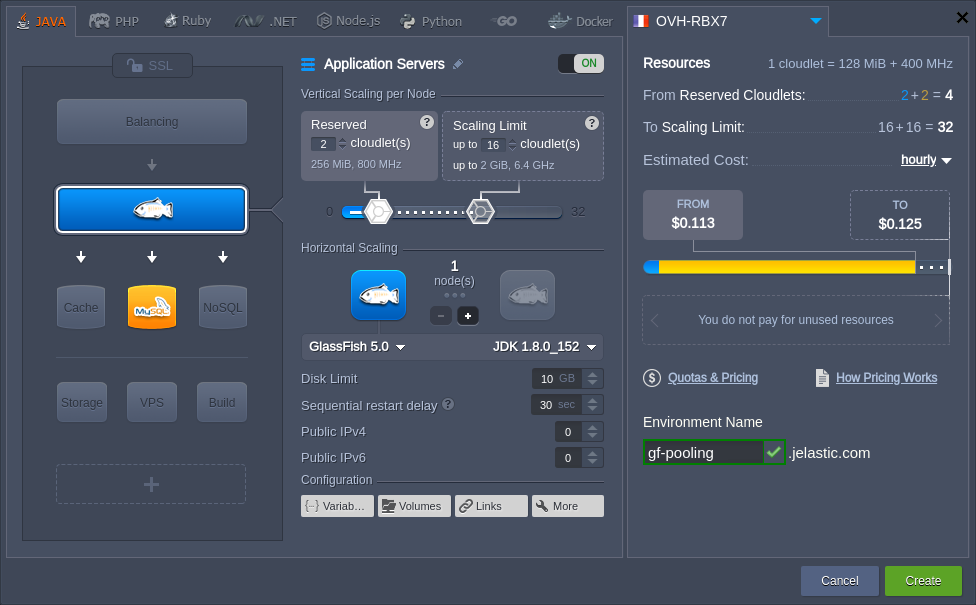 JAVA
PHP
Ruby
.NET
Node.js
Python
GO
Docker
OVH-RBX7
SSL
Balancing
Cache
MySQL
NoSQL
Storage
VPS
Build
Application Servers
ON
Vertical Scaling per Node
Reserved ?
2 cloudlet(s)
256 MiB, 800 MHz
Scaling Limit ?
up to 16 cloudlet(s)
up to 2 GiB, 6.4 GHz
0
32
Horizontal Scaling
1
node(s)
GlassFish 5.0
JDK 1.8.0_152
Disk Limit 10 GB
Sequential restart delay ? 30 sec
Public IPv4 0
Public IPv6 0
Configuration
{...} Variab...
Volumes
Links
More
Resources 1 cloudlet = 128 MiB + 400 MHz
From Reserved Cloudlets: 2 + 2 = 4
To Scaling Limit: 16 + 16 = 32
Estimated Cost: hourly
FROM
$0.113
TO
$0.125
You do not pay for unused resources
$ Quotas & Pricing
How Pricing Works
Environment Name
gf-pooling .jelastic.com
Cancel
Create